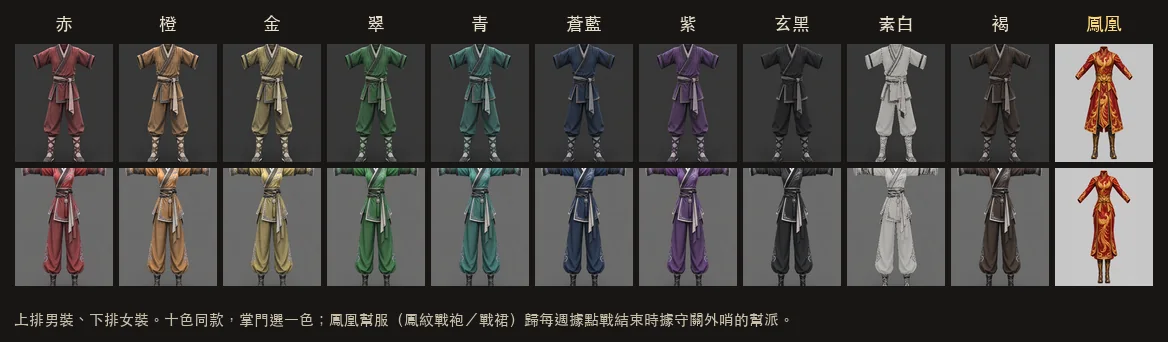 赤 橙 金 翠 青 蒼藍 紫 玄黑 素白 褐 鳳凰
上排男裝、下排女裝。十色同款，掌門選一色；鳳凰幫服（鳳紋戰袍／戰裙）歸每週據點戰結束時據守關外哨的幫派。